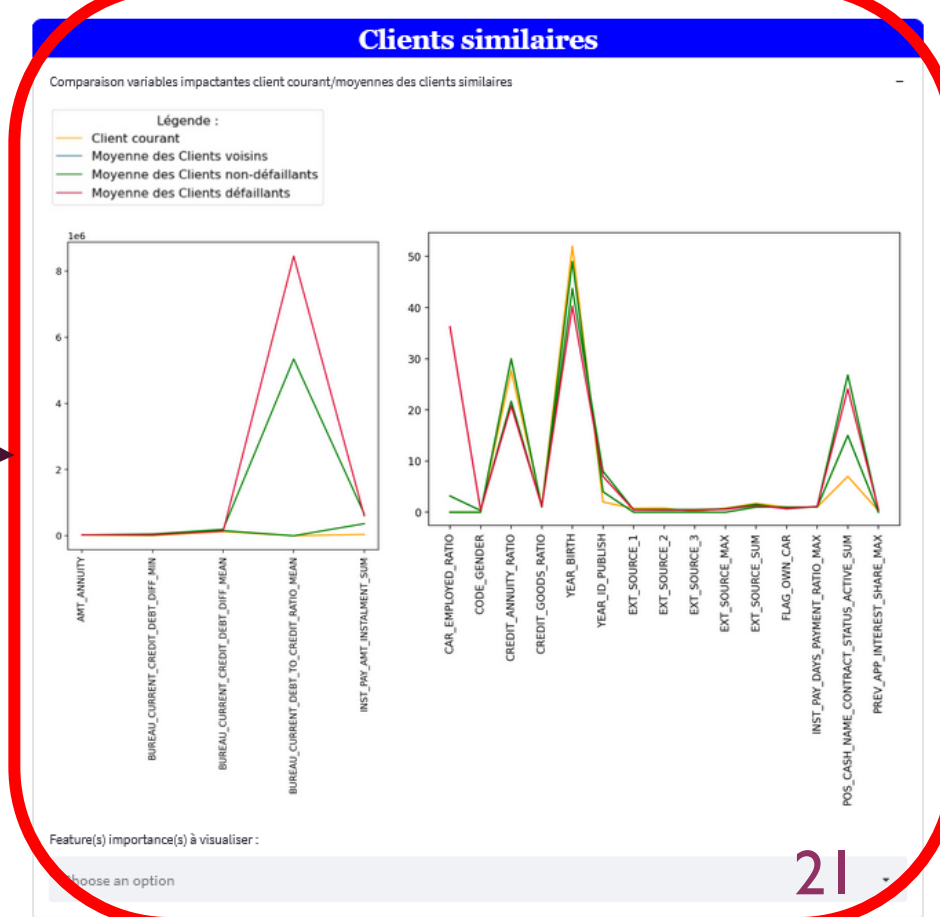 Clients similaires
Comparaison variables impactantes client courant/moyennes des clients similaires
Légende :
Client courant
Moyenne des Clients voisins
Moyenne des Clients non-défaillants
Moyenne des Clients défaillants
1e6
8
6
4
2
0
AMT_ANNUITY
BUREAU_CURRENT_CREDIT_DEBT_DIFF_MIN
BUREAU_CURRENT_CREDIT_DEBT_DIFF_MEAN
BUREAU_CURRENT_DEBT_TO_CREDIT_RATIO_MEAN
INST_PAY_AMT_INSTALMENT_SUM
50
40
30
20
10
0
CAR_EMPLOYED_RATIO
CODE_GENDER
CREDIT_ANNUITY_RATIO
CREDIT_GOODS_RATIO
YEAR_BIRTH
YEAR_ID_PUBLISH
EXT_SOURCE_1
EXT_SOURCE_2
EXT_SOURCE_3
EXT_SOURCE_MAX
EXT_SOURCE_SUM
FLAG_OWN_CAR
INST_PAY_DAYS_PAYMENT_RATIO_MAX
POS_CASH_NAME_CONTRACT_STATUS_ACTIVE_SUM
PREV_APP_INTEREST_SHARE_MAX
Feature(s) importance(s) à visualiser :
Choose an option
21